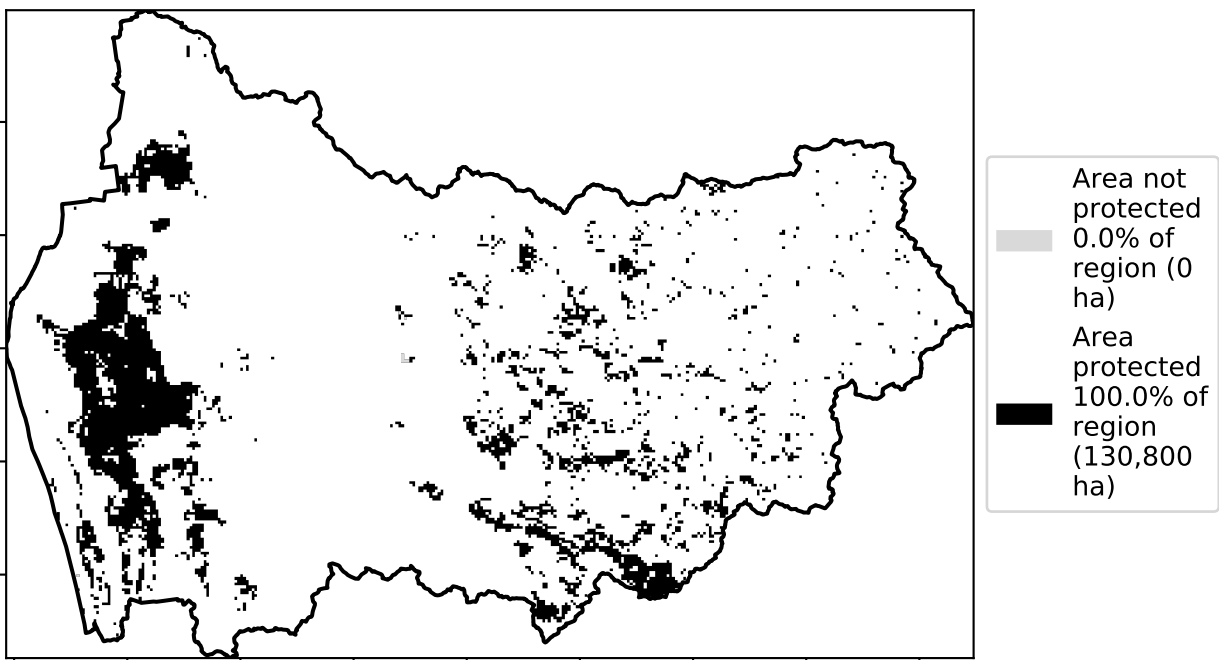 Area not
protected
0.0% of
region (0
ha)
Area
protected
100.0% of
region
(130,800
ha)